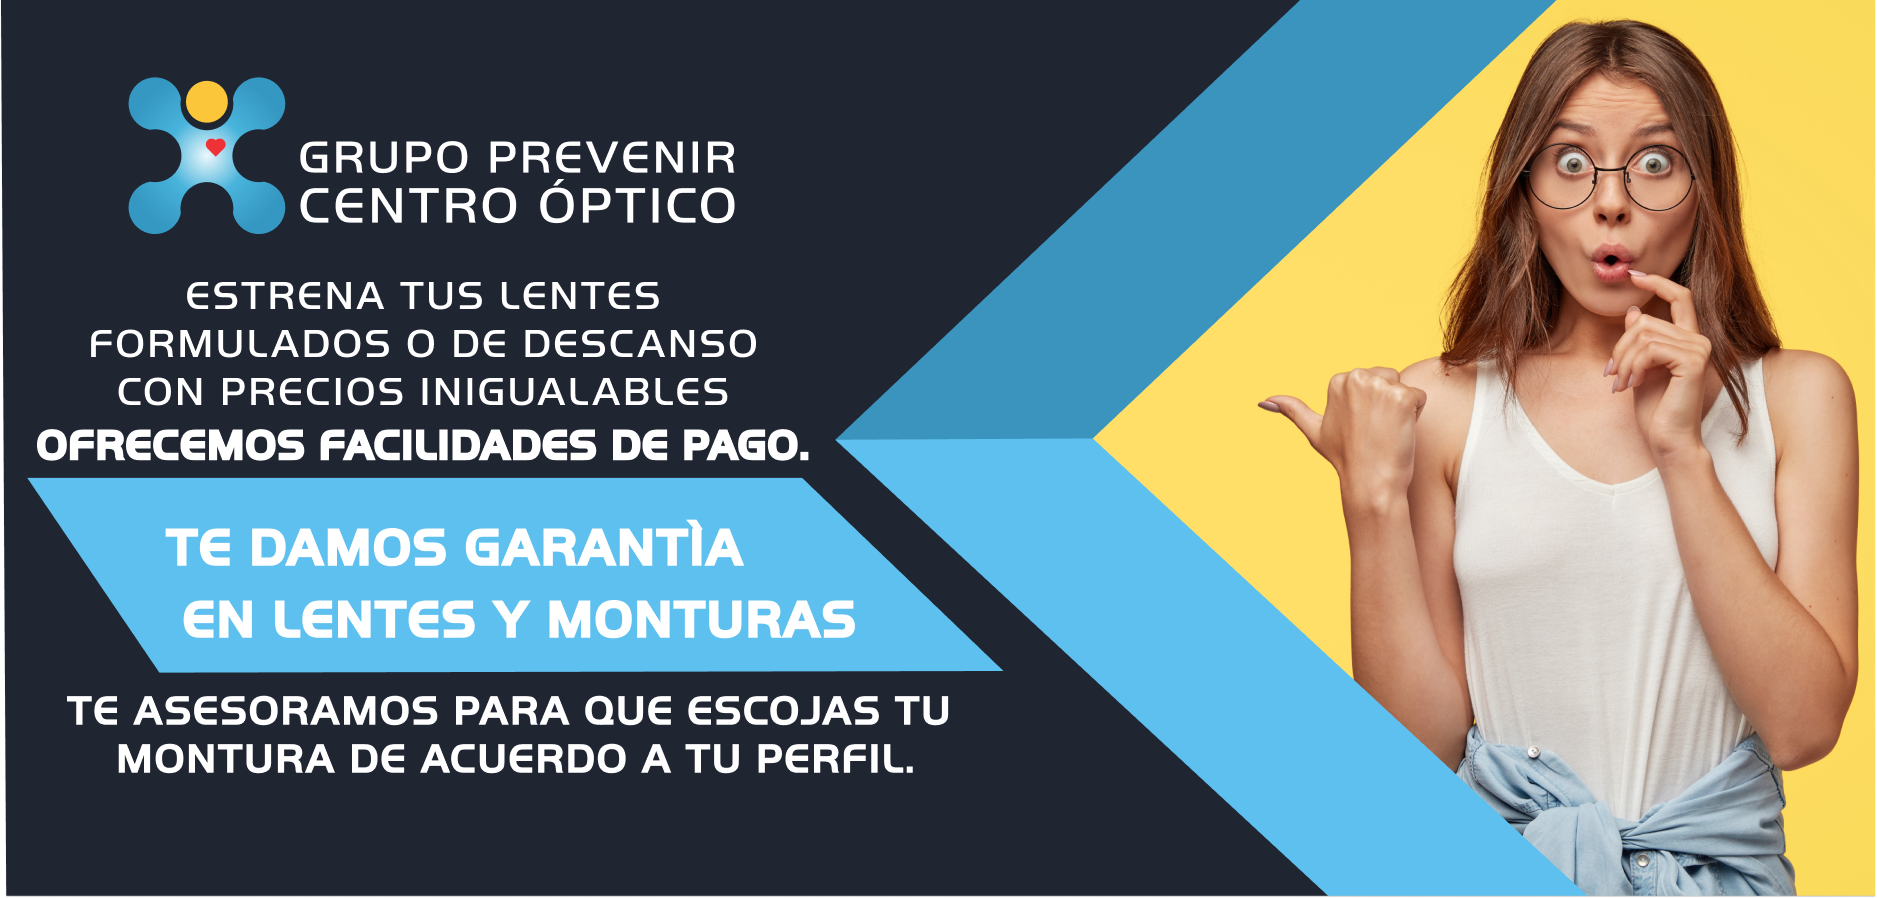 GRUPO PREVENIR
CENTRO ÓPTICO
ESTRENA TUS LENTES
FORMULADOS O DE DESCANSO
CON PRECIOS INIGUALABLES
OFRECEMOS FACILIDADES DE PAGO.
TE DAMOS GARANTÌA
EN LENTES Y MONTURAS
TE ASESORAMOS PARA QUE ESCOJAS TU
MONTURA DE ACUERDO A TU PERFIL.